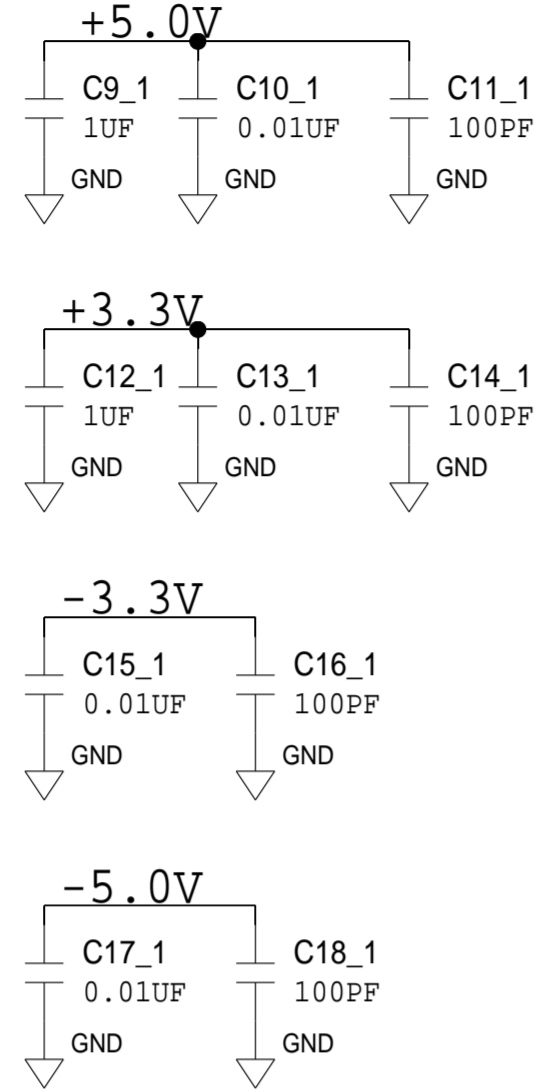 +5.0V
C9_1 C10_1 C11_1
1UF 0.01UF 100PF
GND GND GND
+3.3V
C12_1 C13_1 C14_1
1UF 0.01UF 100PF
GND GND GND
-3.3V
C15_1 C16_1
0.01UF 100PF
GND GND
-5.0V
C17_1 C18_1
0.01UF 100PF
GND GND